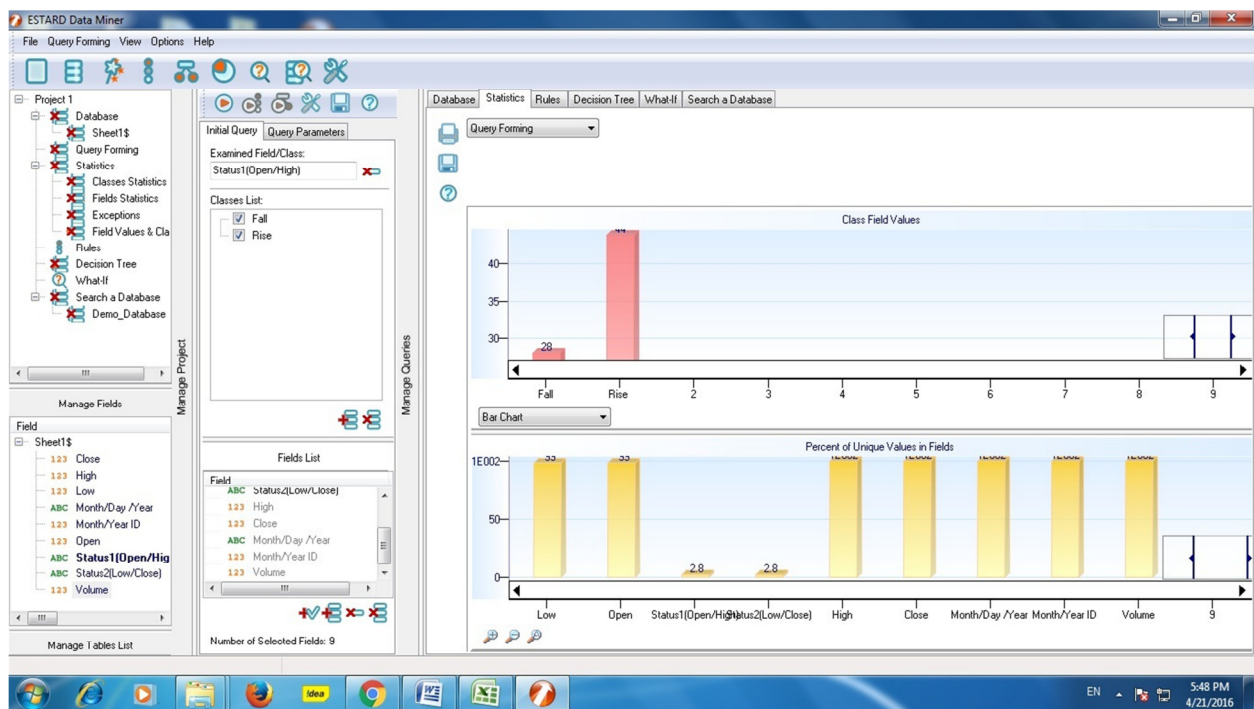 ESTARD Data Miner
File Query Forming View Options Help
Project 1
Database
Sheet1$
Query Forming
Statistics
Classes Statistics
Fields Statistics
Exceptions
Field Values & Cla
Rules
Decision Tree
What-If
Search a Database
Demo_Database
Manage Project
Manage Fields
Field
Sheet1$
123 Close
123 High
123 Low
ABC Month/Day /Year
123 Month/Year ID
123 Open
ABC Status1(Open/Hig
ABC Status2(Low/Close)
123 Volume
Manage Tables List
Initial Query Query Parameters
Examined Field/Class:
Status1(Open/High)
Classes List:
Fall
Rise
Manage Queries
Fields List
Field
ABC Status2(Low/Close)
123 High
123 Close
ABC Month/Day /Year
123 Month/Year ID
123 Volume
Number of Selected Fields: 9
Database Statistics Rules Decision Tree What-If Search a Database
Query Forming
Class Field Values
44
40
35
30
28
Fall Rise 2 3 4 5 6 7 8 9
Bar Chart
Percent of Unique Values in Fields
1E002
50
0
2.8 2.8
Low Open Status1(Open/High) Status2(Low/Close) High Close Month/Day /Year Month/Year ID Volume 9
!dea
EN
5:48 PM
4/21/2016